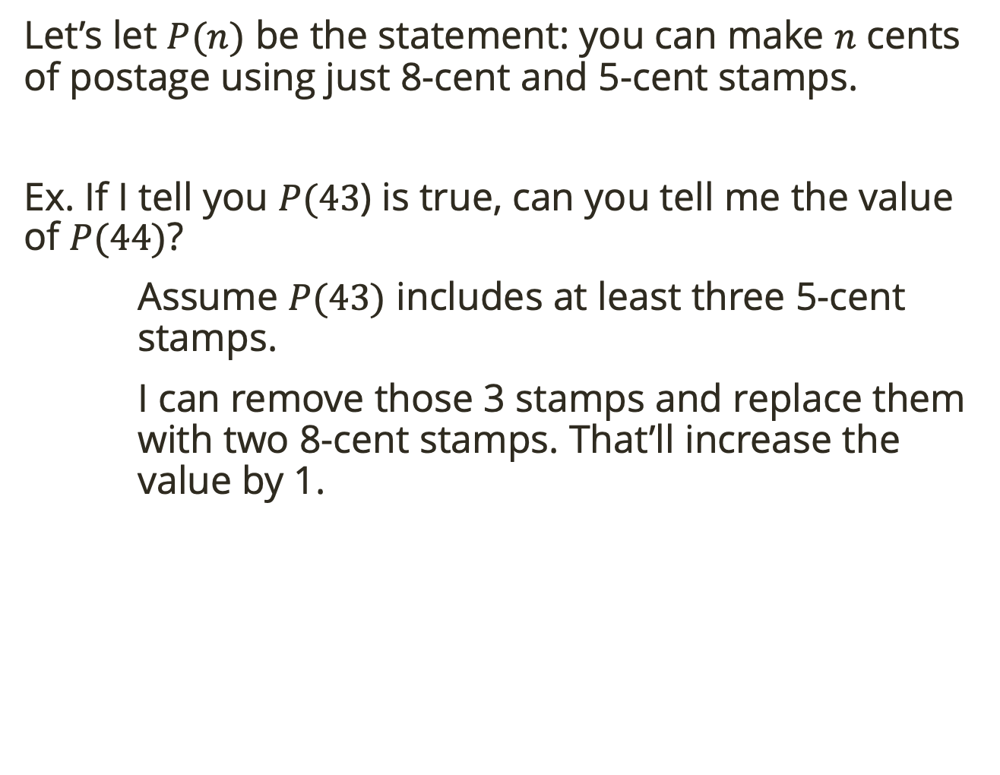 Let’s let P(n) be the statement: you can make n cents
of postage using just 8-cent and 5-cent stamps.
Ex. If I tell you P(43) is true, can you tell me the value
of P(44)?
Assume P(43) includes at least three 5-cent
stamps.
I can remove those 3 stamps and replace them
with two 8-cent stamps. That’ll increase the
value by 1.